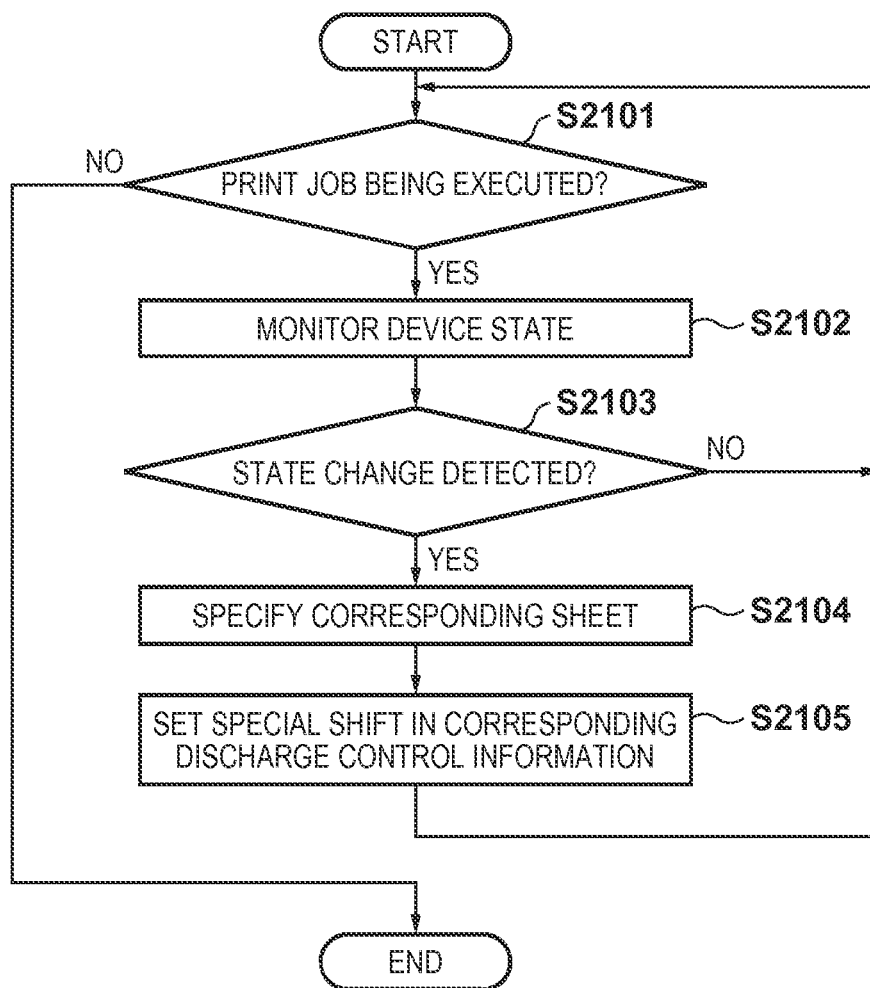 START
S2101
NO
PRINT JOB BEING EXECUTED?
YES
MONITOR DEVICE STATE
S2102
S2103
NO
STATE CHANGE DETECTED?
YES
SPECIFY CORRESPONDING SHEET
S2104
SET SPECIAL SHIFT IN CORRESPONDING
DISCHARGE CONTROL INFORMATION
S2105
END